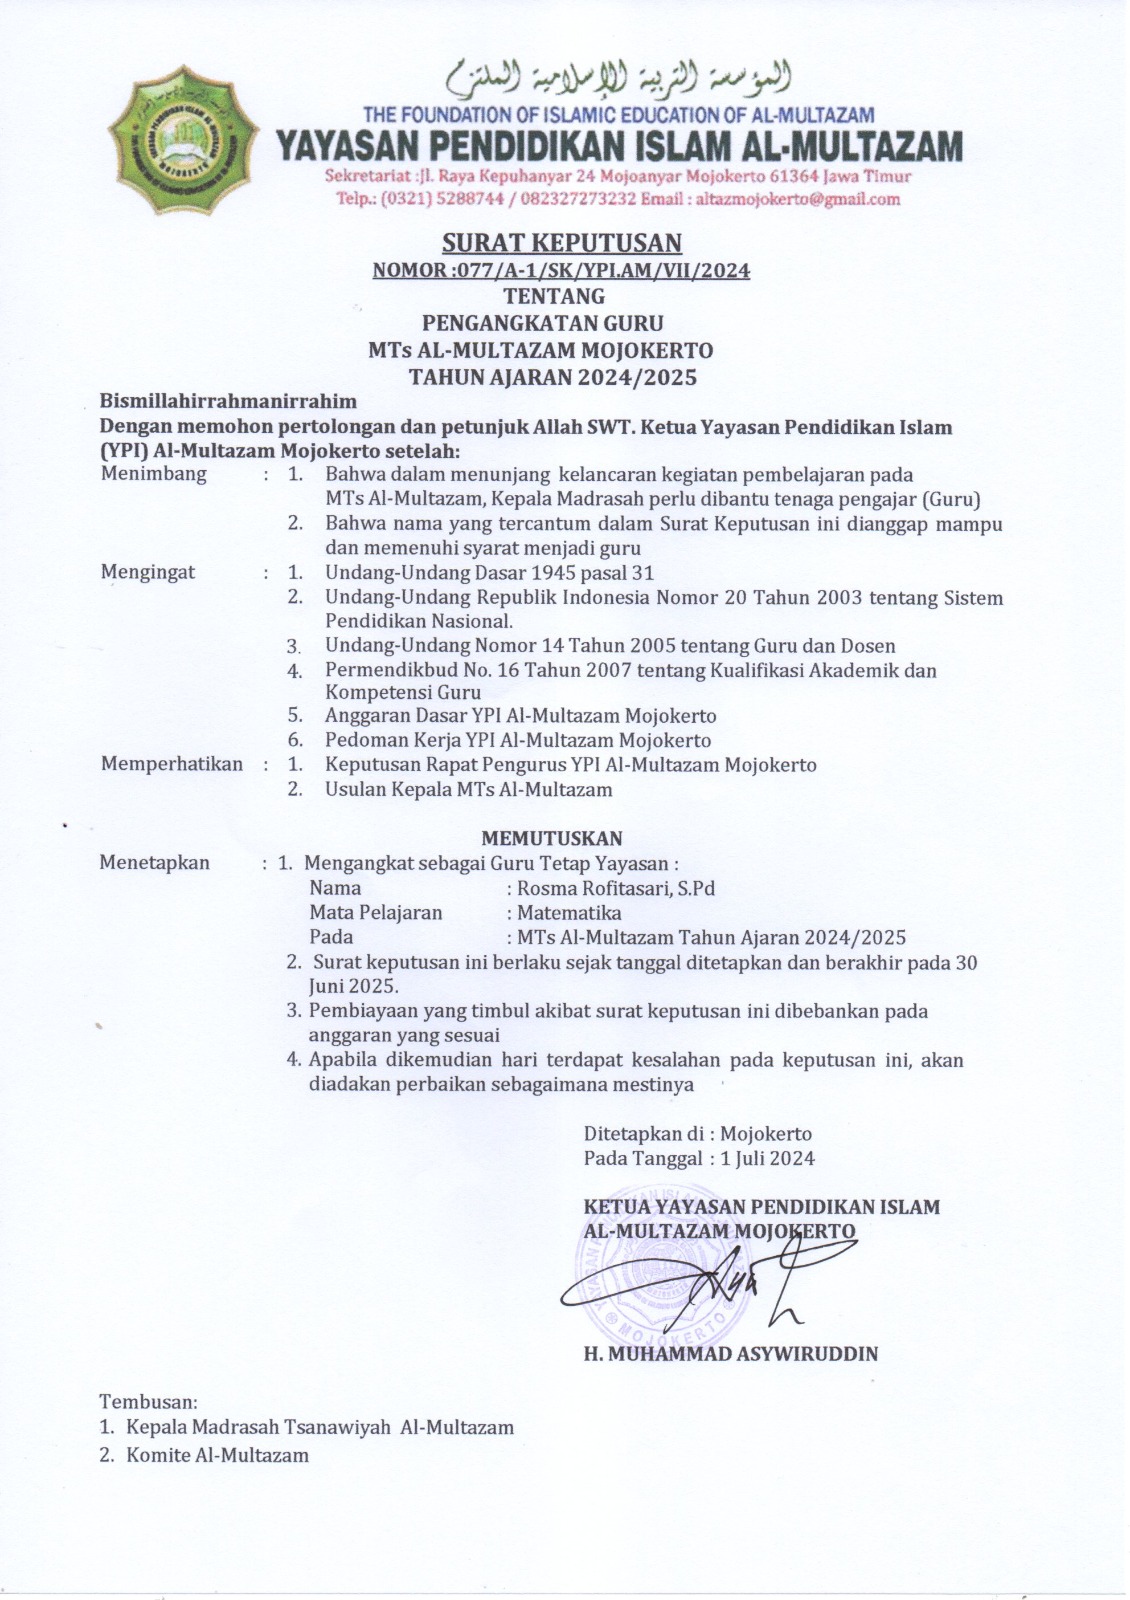 المؤسسة التربية الإسلامية الملتزم
THE FOUNDATION OF ISLAMIC EDUCATION OF AL-MULTAZAM
YAYASAN PENDIDIKAN ISLAM AL-MULTAZAM
Sekretariat :Jl. Raya Kepuhanyar 24 Mojoanyar Mojokerto 61364 Jawa Timur
Telp.: (0321) 5288744 / 082327273232 Email : altazmojokerto@gmail.com
MOJOKERTO
SURAT KEPUTUSAN
NOMOR :077/A-1/SK/YPI.AM/VII/2024
TENTANG
PENGANGKATAN GURU
MTs AL-MULTAZAM MOJOKERTO
TAHUN AJARAN 2024/2025
Bismillahirrahmanirrahim
Dengan memohon pertolongan dan petunjuk Allah SWT. Ketua Yayasan Pendidikan Islam
(YPI) Al-Multazam Mojokerto setelah:
Menimbang : 1. Bahwa dalam menunjang kelancaran kegiatan pembelajaran pada
MTs Al-Multazam, Kepala Madrasah perlu dibantu tenaga pengajar (Guru)
2. Bahwa nama yang tercantum dalam Surat Keputusan ini dianggap mampu
dan memenuhi syarat menjadi guru
Mengingat : 1. Undang-Undang Dasar 1945 pasal 31
2. Undang-Undang Republik Indonesia Nomor 20 Tahun 2003 tentang Sistem
Pendidikan Nasional.
3. Undang-Undang Nomor 14 Tahun 2005 tentang Guru dan Dosen
4. Permendikbud No. 16 Tahun 2007 tentang Kualifikasi Akademik dan
Kompetensi Guru
5. Anggaran Dasar YPI Al-Multazam Mojokerto
6. Pedoman Kerja YPI Al-Multazam Mojokerto
Memperhatikan : 1. Keputusan Rapat Pengurus YPI Al-Multazam Mojokerto
2. Usulan Kepala MTs Al-Multazam
MEMUTUSKAN
Menetapkan : 1. Mengangkat sebagai Guru Tetap Yayasan :
Nama : Rosma Rofitasari, S.Pd
Mata Pelajaran : Matematika
Pada : MTs Al-Multazam Tahun Ajaran 2024/2025
2. Surat keputusan ini berlaku sejak tanggal ditetapkan dan berakhir pada 30
Juni 2025.
3. Pembiayaan yang timbul akibat surat keputusan ini dibebankan pada
anggaran yang sesuai
4. Apabila dikemudian hari terdapat kesalahan pada keputusan ini, akan
diadakan perbaikan sebagaimana mestinya
Ditetapkan di : Mojokerto
Pada Tanggal : 1 Juli 2024
KETUA YAYASAN PENDIDIKAN ISLAM
AL-MULTAZAM MOJOKERTO
MOJOKERTO
H. MUHAMMAD ASYWIRUDDIN
Tembusan:
1. Kepala Madrasah Tsanawiyah Al-Multazam
2. Komite Al-Multazam